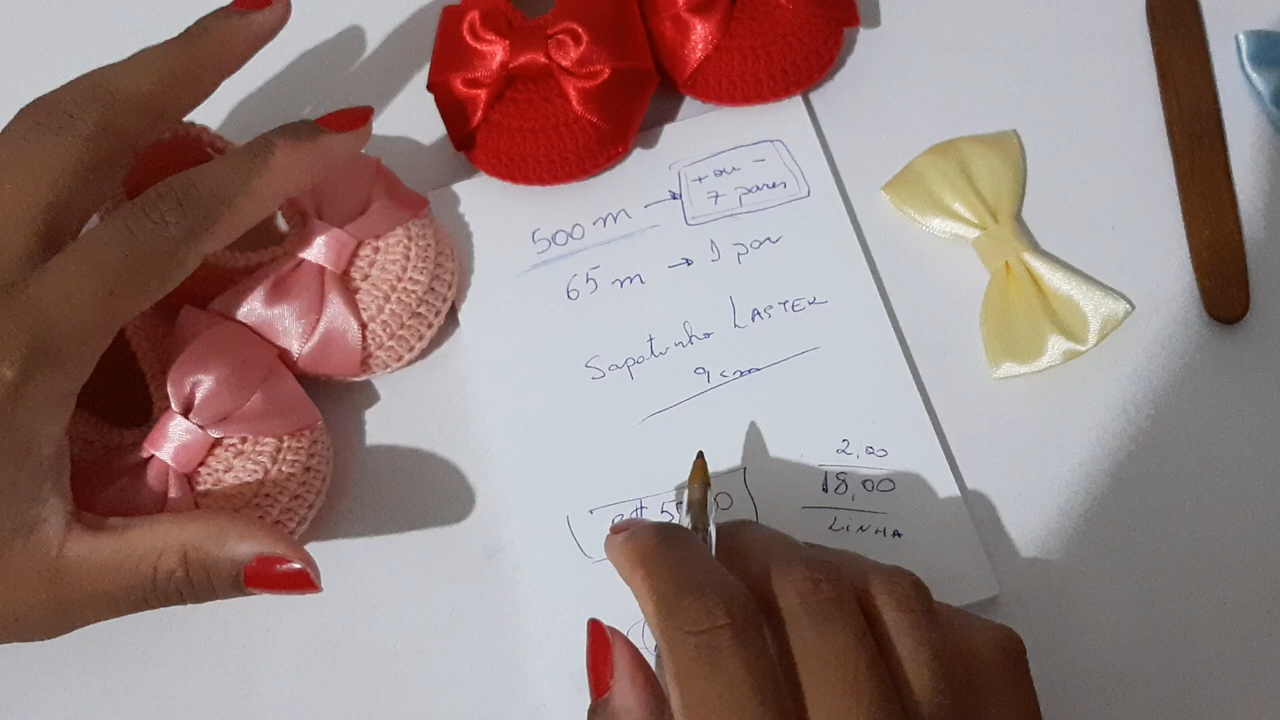 + ou -
7 pares
500 m →
65 m → 1 par
Sapatinho LASTEX
9 cm
2,00
18,00
LINHA